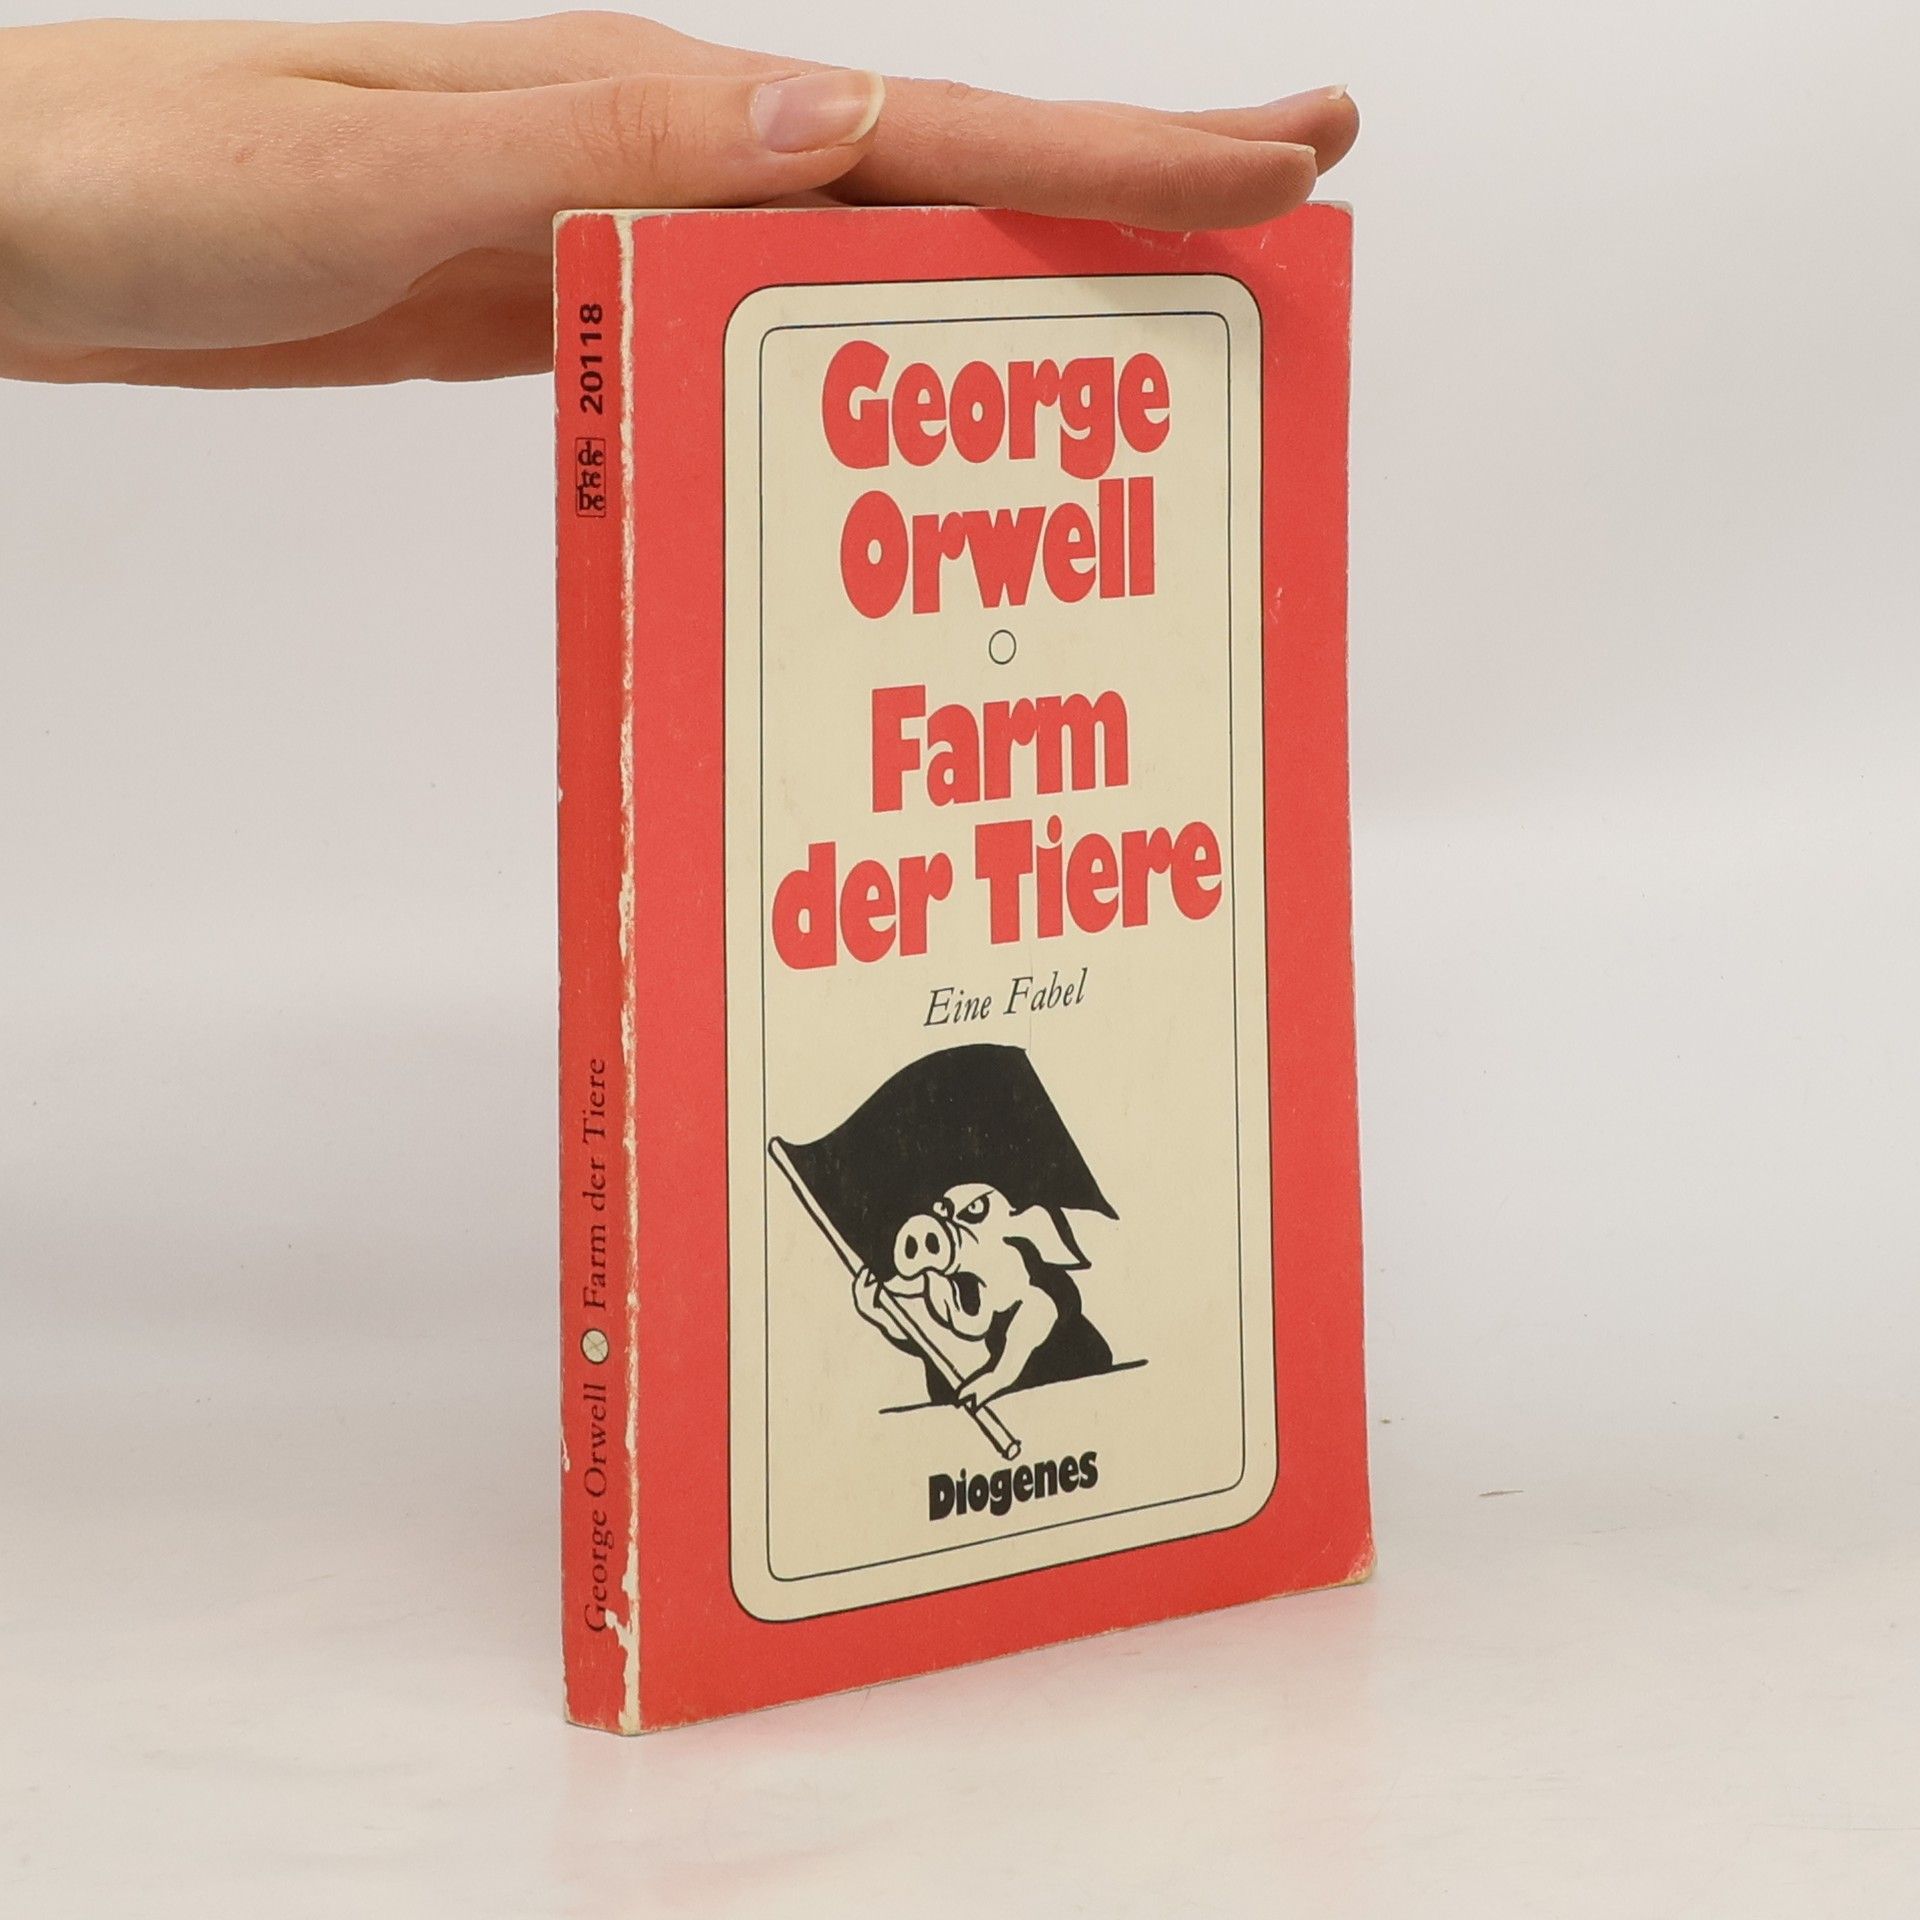 George
Orwell
Farm
der Tiere
Eine Fabel
Diogenes
George Orwell Farm der Tiere
20118